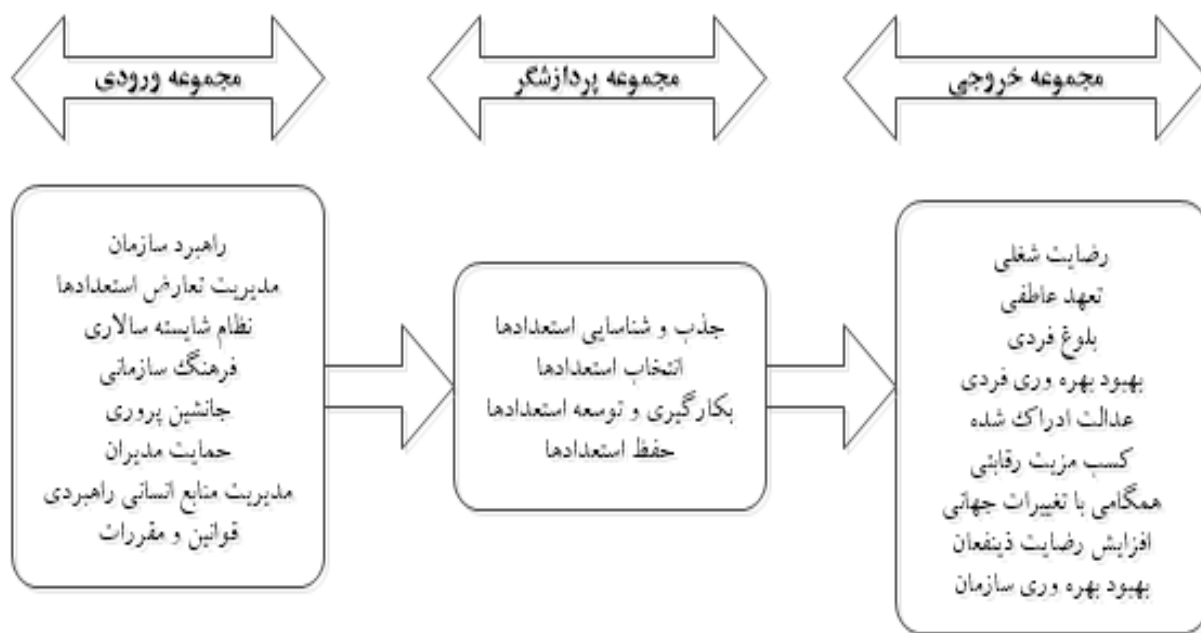 مجموعه ورودی
مجموعه پردازشگر
مجموعه خروجی
راهبرد سازمان
مدیریت تعارض استعدادها
نظام شایسته سالاری
فرهنگ سازمانی
جانشین پروری
حمایت مدیران
مدیریت منابع انسانی راهبردی
قوانین و مقررات
جذب و شناسایی استعدادها
انتخاب استعدادها
بکارگیری و توسعه استعدادها
حفظ استعدادها
رضایت شغلی
تعهد عاطفی
بلوغ فردی
بهبود بهره وری فردی
عدالت ادراک شده
کسب مزیت رقابتی
همگامی با تغییرات جهانی
افزایش رضایت ذینفعان
بهبود بهره وری سازمان